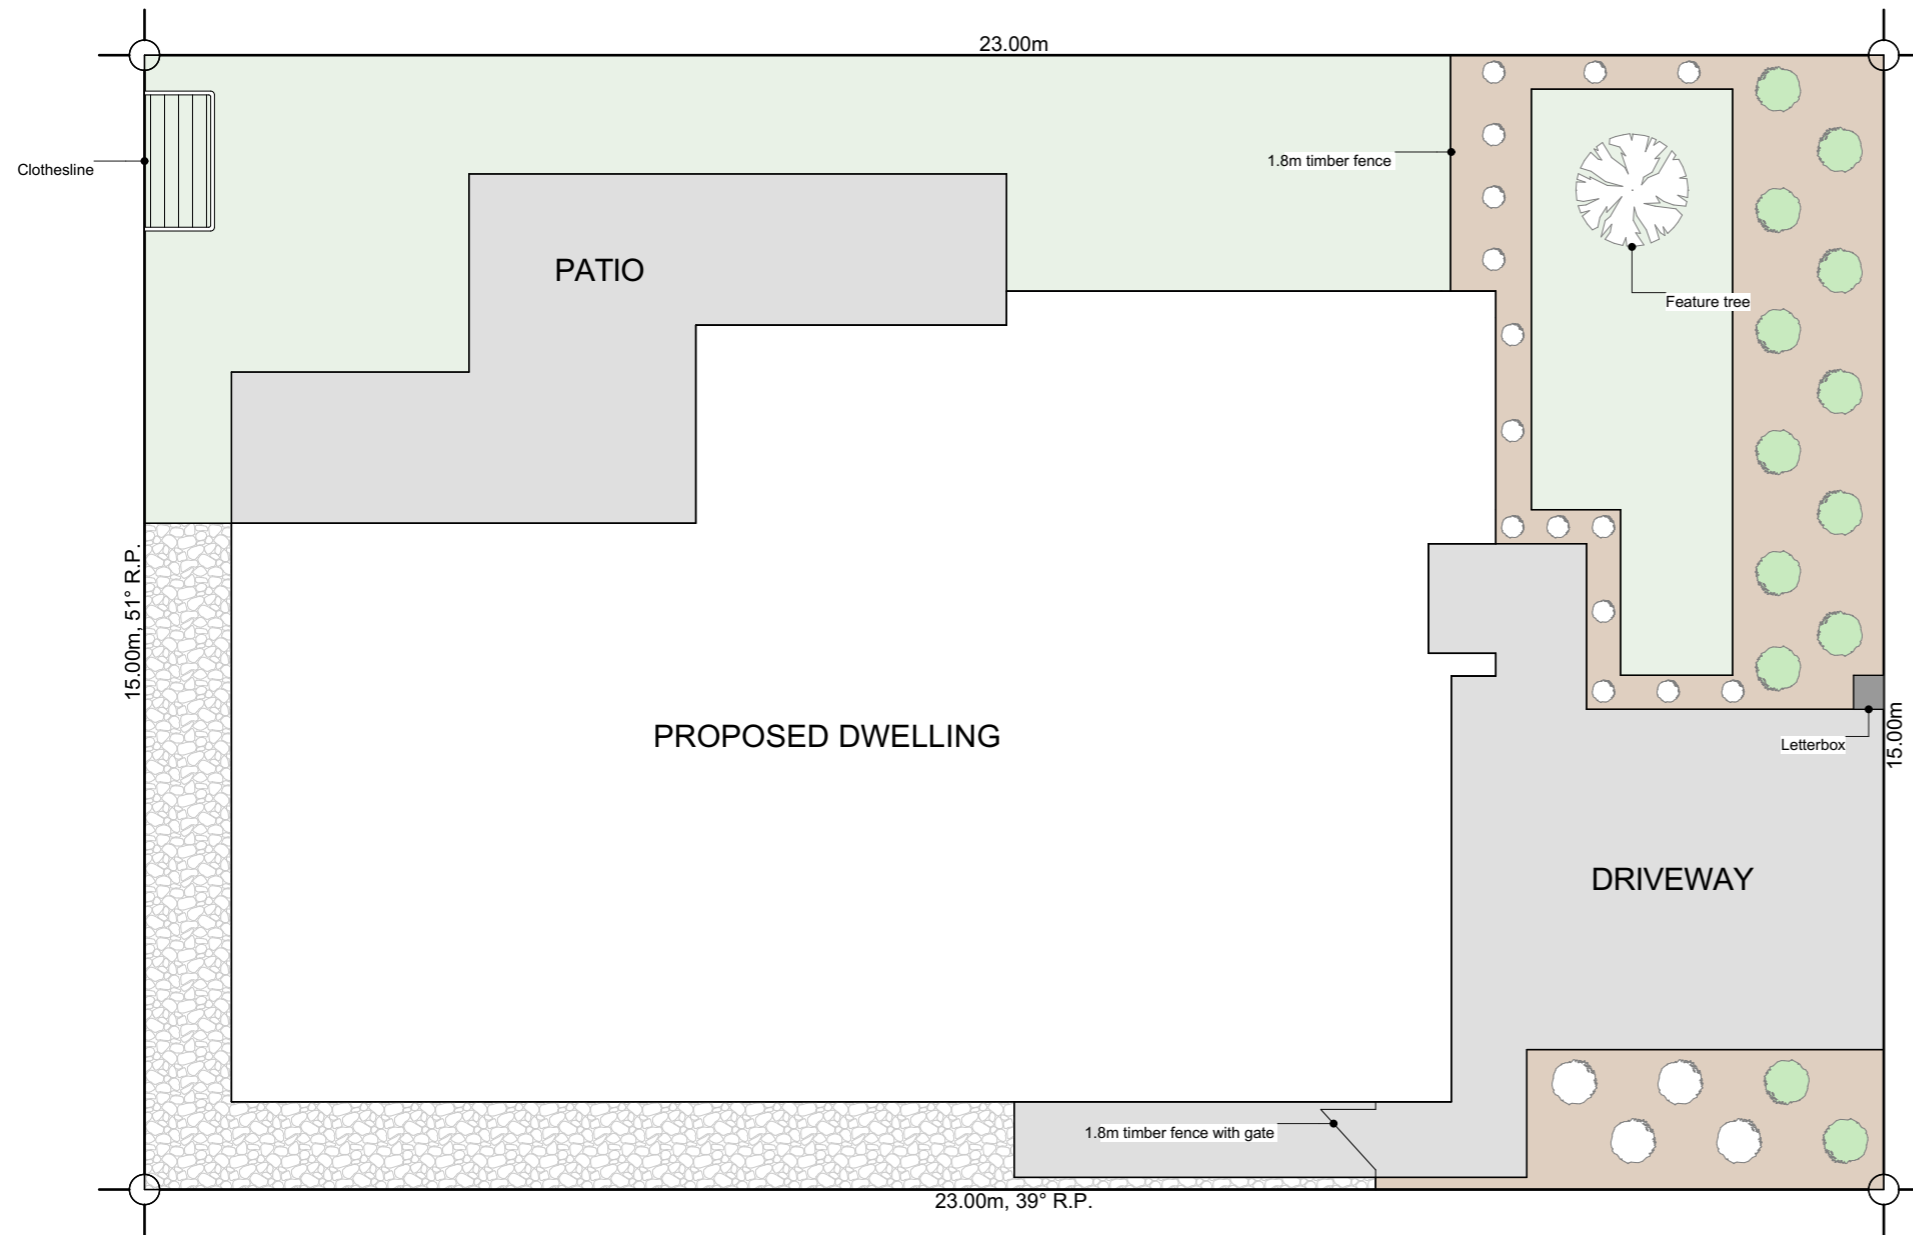 23.00m
Clothesline
1.8m timber fence
PATIO
Feature tree
15.00m, 51° R.P.
PROPOSED DWELLING
Letterbox
15.00m
DRIVEWAY
1.8m timber fence with gate
23.00m, 39° R.P.